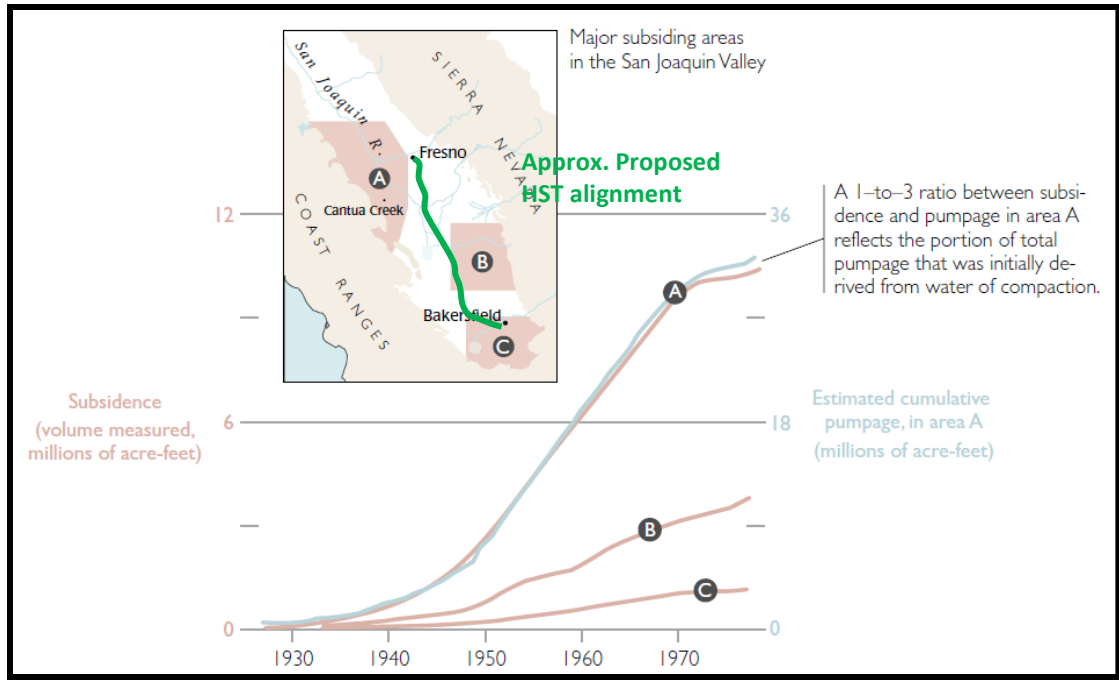 Major subsiding areas
in the San Joaquin Valley
San Joaquin R.
SIERRA NEVADA
Fresno
Approx. Proposed
HST alignment
A
Cantua Creek
COAST RANGES
B
Bakersfield
C
A 1–to–3 ratio between subsi-
dence and pumpage in area A
reflects the portion of total
pumpage that was initially de-
rived from water of compaction.
12
36
A
Subsidence
(volume measured,
millions of acre-feet)
6
18
Estimated cumulative
pumpage, in area A
(millions of acre-feet)
B
C
0
0
1930
1940
1950
1960
1970